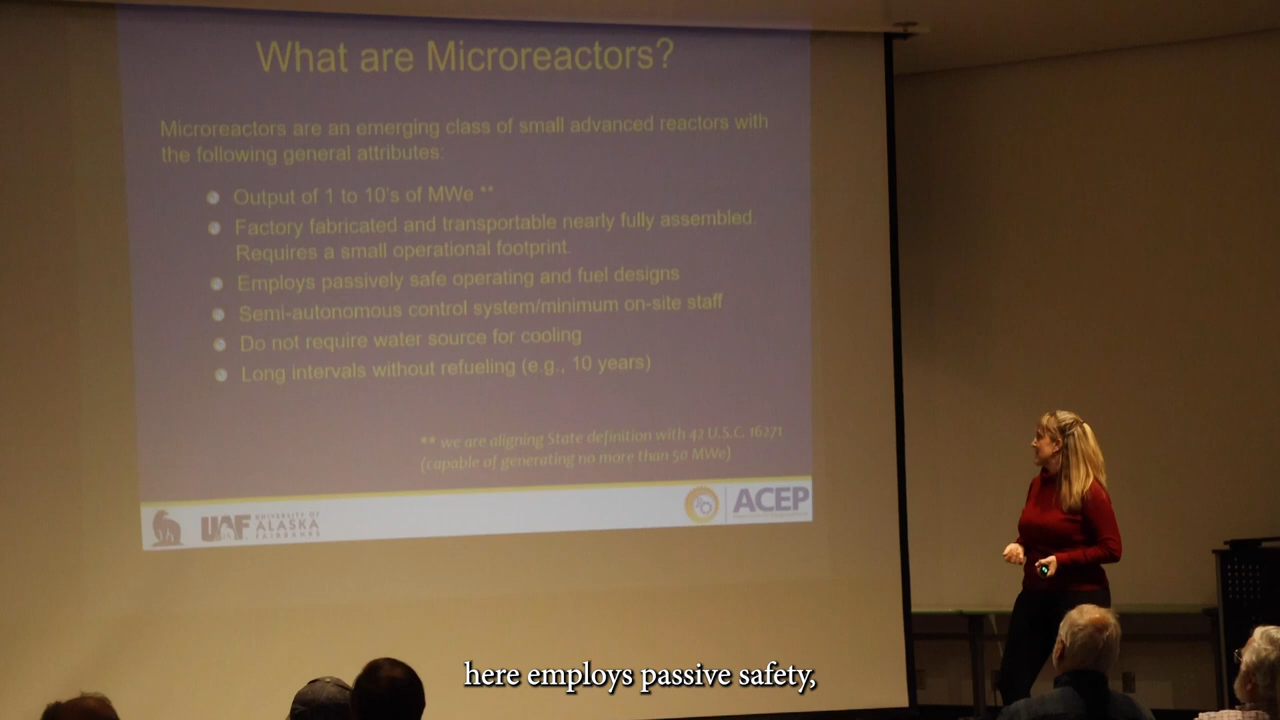 What are Microreactors?
Microreactors are an emerging class of small advanced reactors with
the following general attributes:
Output of 1 to 10's of MWe **
Factory fabricated and transportable nearly fully assembled.
Requires a small operational footprint.
Employs passively safe operating and fuel designs
Semi-autonomous control system/minimum on-site staff
Do not require water source for cooling
Long intervals without refueling (e.g., 10 years)
** we are aligning State definition with 42 U.S.C. 16271
(capable of generating no more than 50 MWe)
UAF
UNIVERSITY OF
ALASKA
FAIRBANKS
ACEP
here employs passive safety,